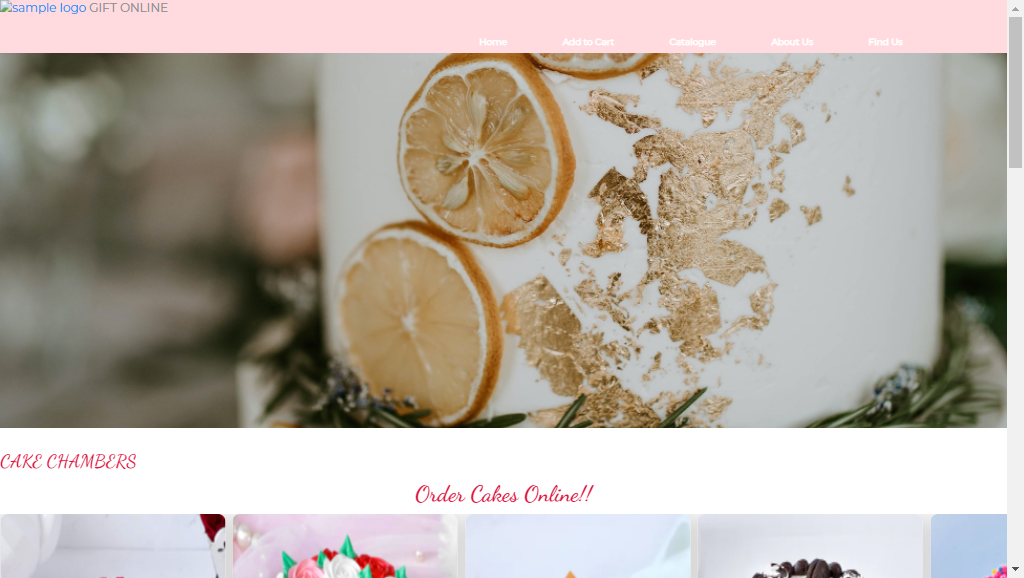 sample logo GIFT ONLINE
Home Add to Cart Catalogue About Us Find Us
CAKE CHAMBERS
Order Cakes Online!!